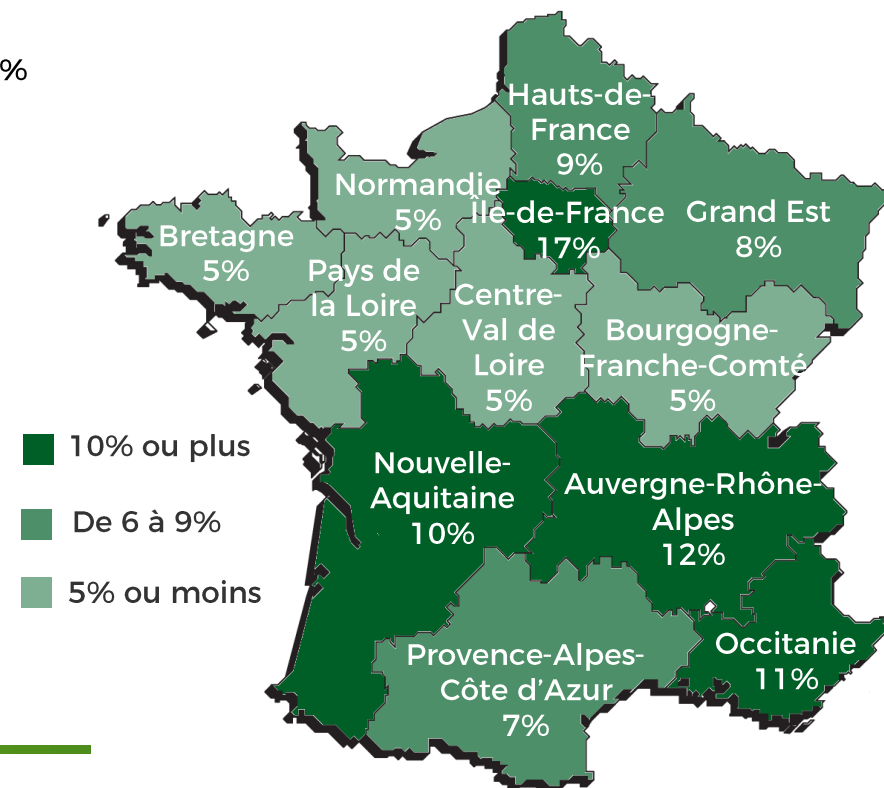 %
Hauts-de-
France
9%
Normandie
5%
Île-de-France
17%
Grand Est
8%
Bretagne
5%
Pays de
la Loire
5%
Centre-
Val de
Loire
5%
Bourgogne-
Franche-Comté
5%
10% ou plus
De 6 à 9%
5% ou moins
Nouvelle-
Aquitaine
10%
Auvergne-Rhône-
Alpes
12%
Provence-Alpes-
Côte d’Azur
7%
Occitanie
11%